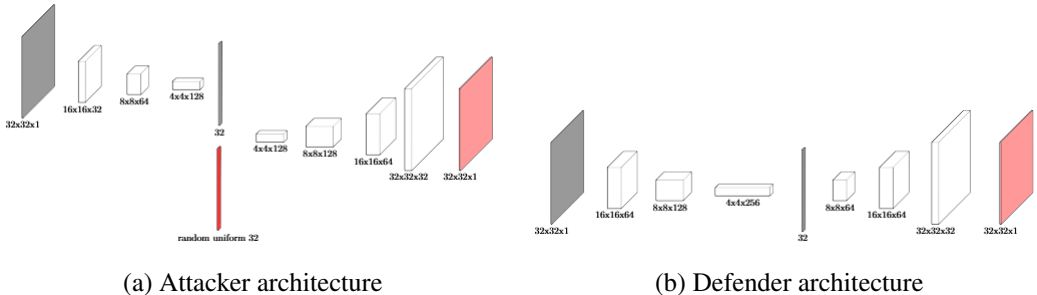 32x32x1
16x16x32
8x8x64
4x4x128
32
random uniform 32
4x4x128
8x8x128
16x16x64
32x32x32
32x32x1
(a) Attacker architecture
32x32x1
16x16x64
8x8x128
4x4x256
32
8x8x64
16x16x64
32x32x32
32x32x1
(b) Defender architecture